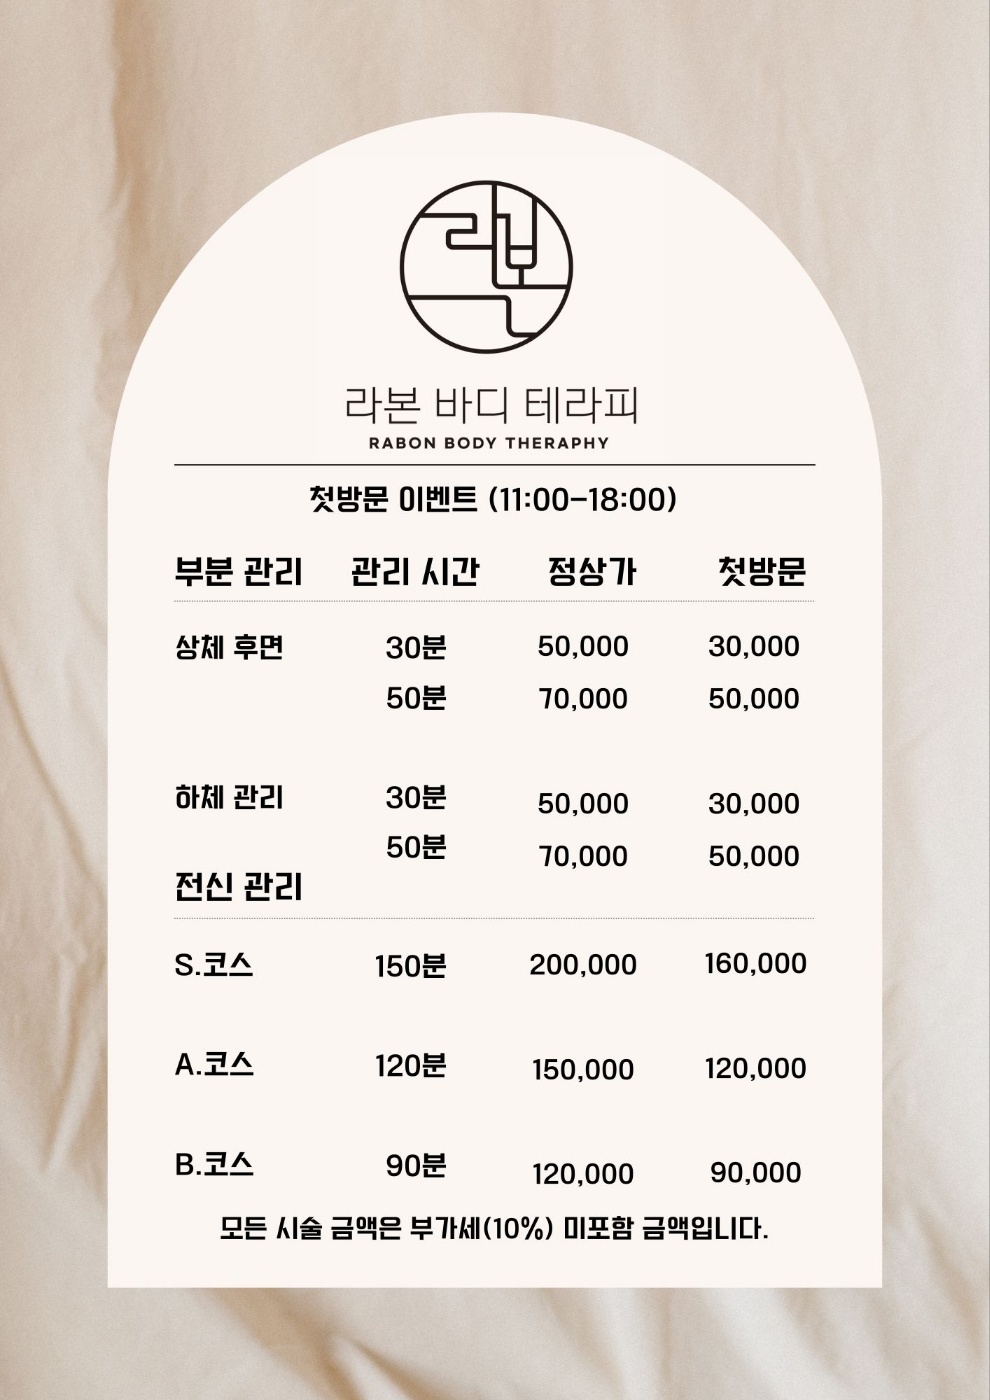 라본 바디 테라피
RABON BODY THERAPHY
첫방문 이벤트 (11:00–18:00)
부분 관리 관리 시간 정상가 첫방문
상체 후면 30분 50,000 30,000
50분 70,000 50,000
하체 관리 30분 50,000 30,000
50분 70,000 50,000
전신 관리
S.코스 150분 200,000 160,000
A.코스 120분 150,000 120,000
B.코스 90분 120,000 90,000
모든 시술 금액은 부가세(10%) 미포함 금액입니다.